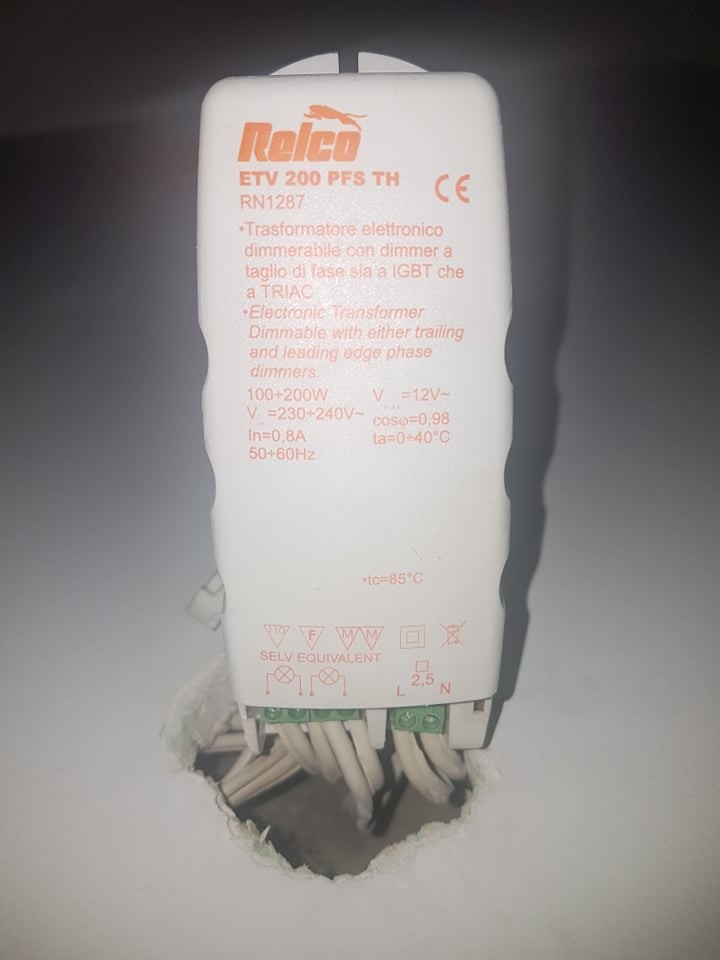 Relco
ETV 200 PFS TH
CE
RN1287
•Trasformatore elettronico
dimmerabile con dimmer a
taglio di fase sia a IGBT che
a TRIAC
•Electronic Transformer
Dimmable with either trailing
and leading edge phase
dimmers.
100÷200W
V =12V~
V in =230÷240V~
cosφ=0,98
In=0,8A
ta=0÷40°C
50÷60Hz
•tc=85°C
110 F M M
SELV EQUIVALENT
2,5
L N